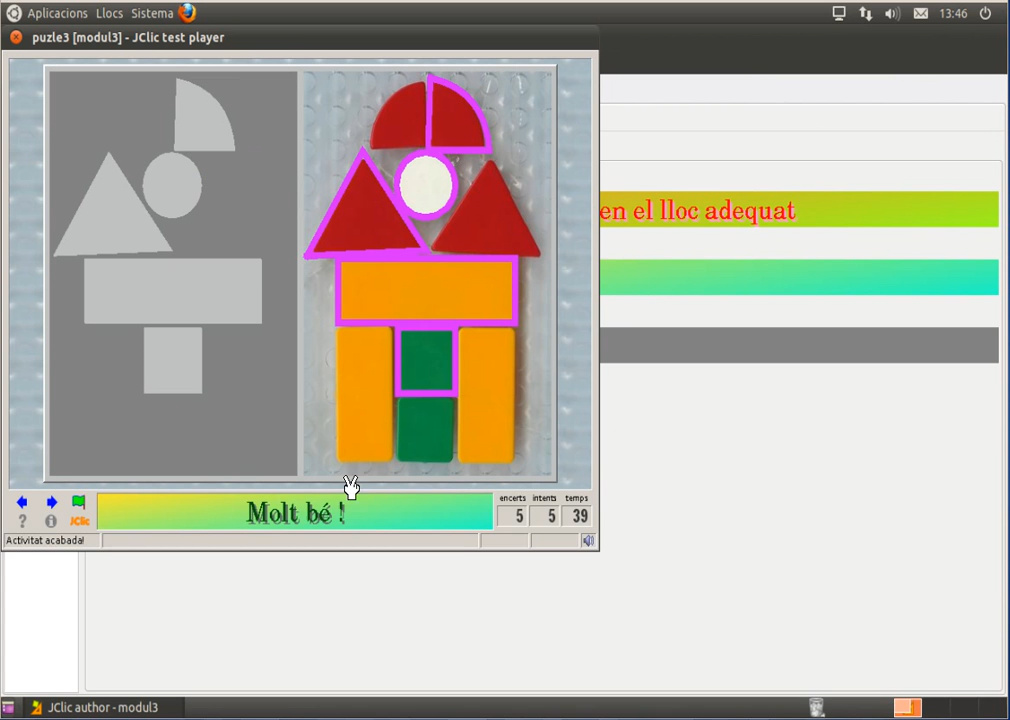 Aplicacions Llocs Sistema 13:46
puzle3 [modul3] - JClic test player
en el lloc adequat
Molt bé !
encerts intents temps
5 5 39
? i JClic
Activitat acabada!
JClic author - modul3